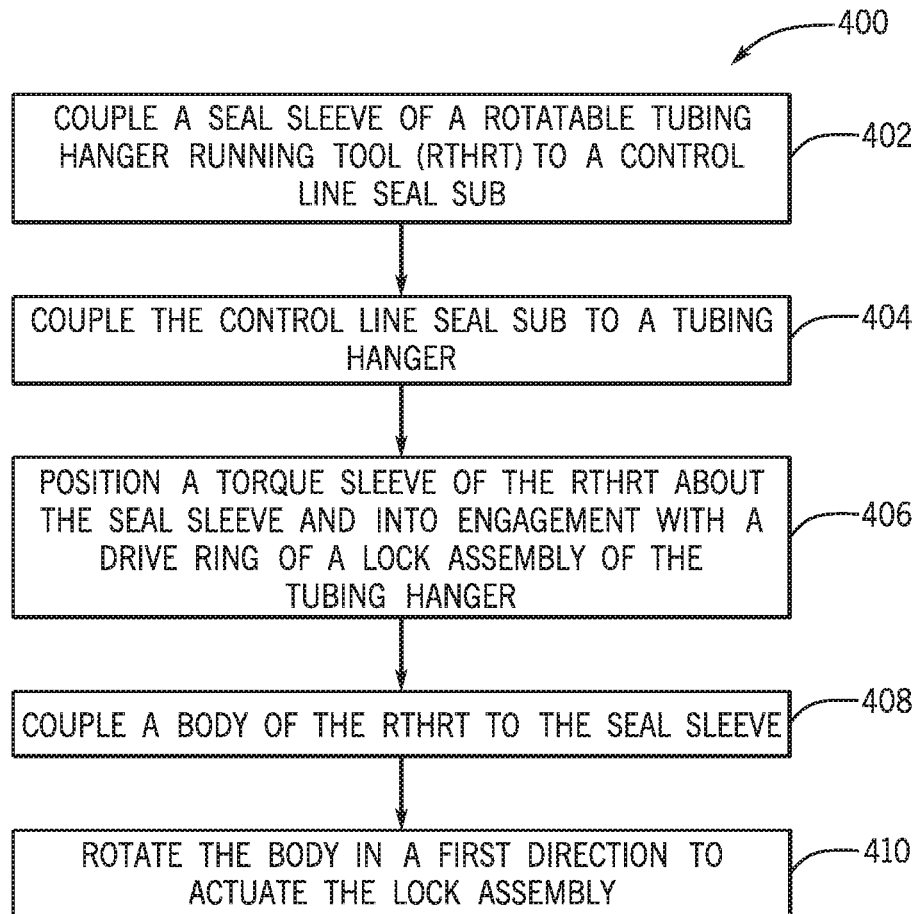 400
COUPLE A SEAL SLEEVE OF A ROTATABLE TUBING
HANGER RUNNING TOOL (RTHRT) TO A CONTROL
LINE SEAL SUB
402
COUPLE THE CONTROL LINE SEAL SUB TO A TUBING
HANGER
404
POSITION A TORQUE SLEEVE OF THE RTHRT ABOUT
THE SEAL SLEEVE AND INTO ENGAGEMENT WITH A
DRIVE RING OF A LOCK ASSEMBLY OF THE
TUBING HANGER
406
COUPLE A BODY OF THE RTHRT TO THE SEAL SLEEVE
408
ROTATE THE BODY IN A FIRST DIRECTION TO
ACTUATE THE LOCK ASSEMBLY
410